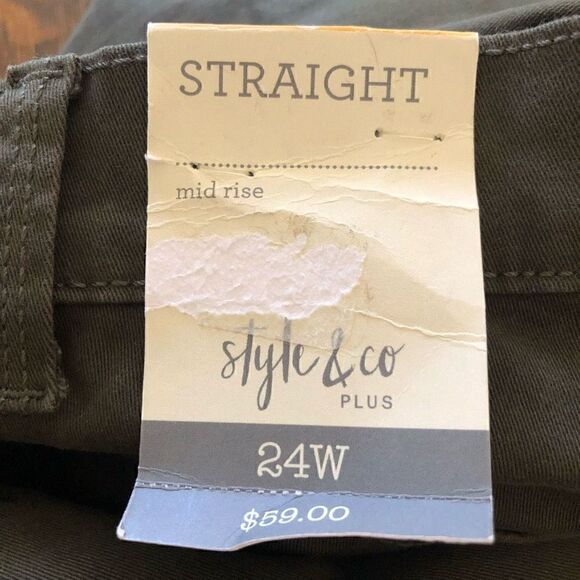 STRAIGHT
mid rise
style & co
PLUS
24W
$59.00